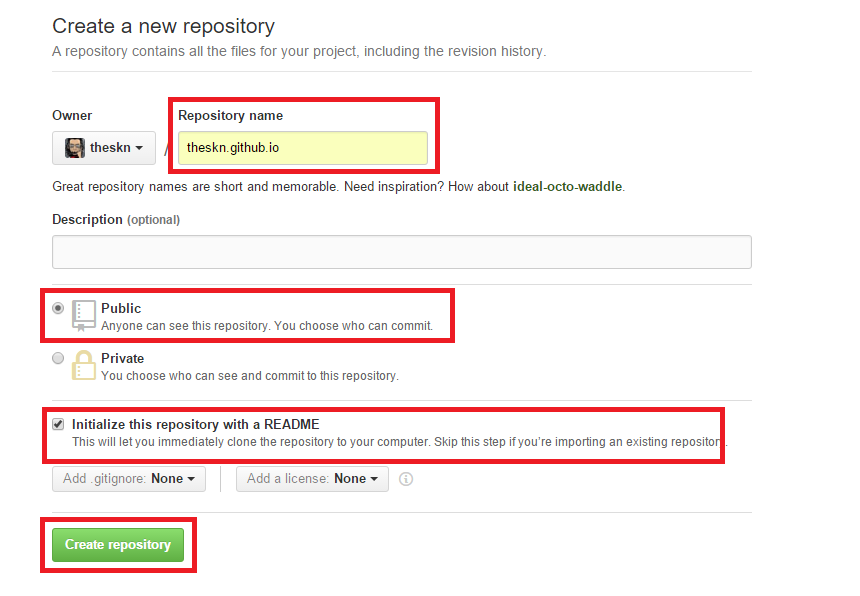 Create a new repository
A repository contains all the files for your project, including the revision history.
Owner
Repository name
theskn / theskn.github.io
Great repository names are short and memorable. Need inspiration? How about ideal-octo-waddle.
Description (optional)
Public
Anyone can see this repository. You choose who can commit.
Private
You choose who can see and commit to this repository.
Initialize this repository with a README
This will let you immediately clone the repository to your computer. Skip this step if you’re importing an existing repository.
Add .gitignore: None
Add a license: None
Create repository